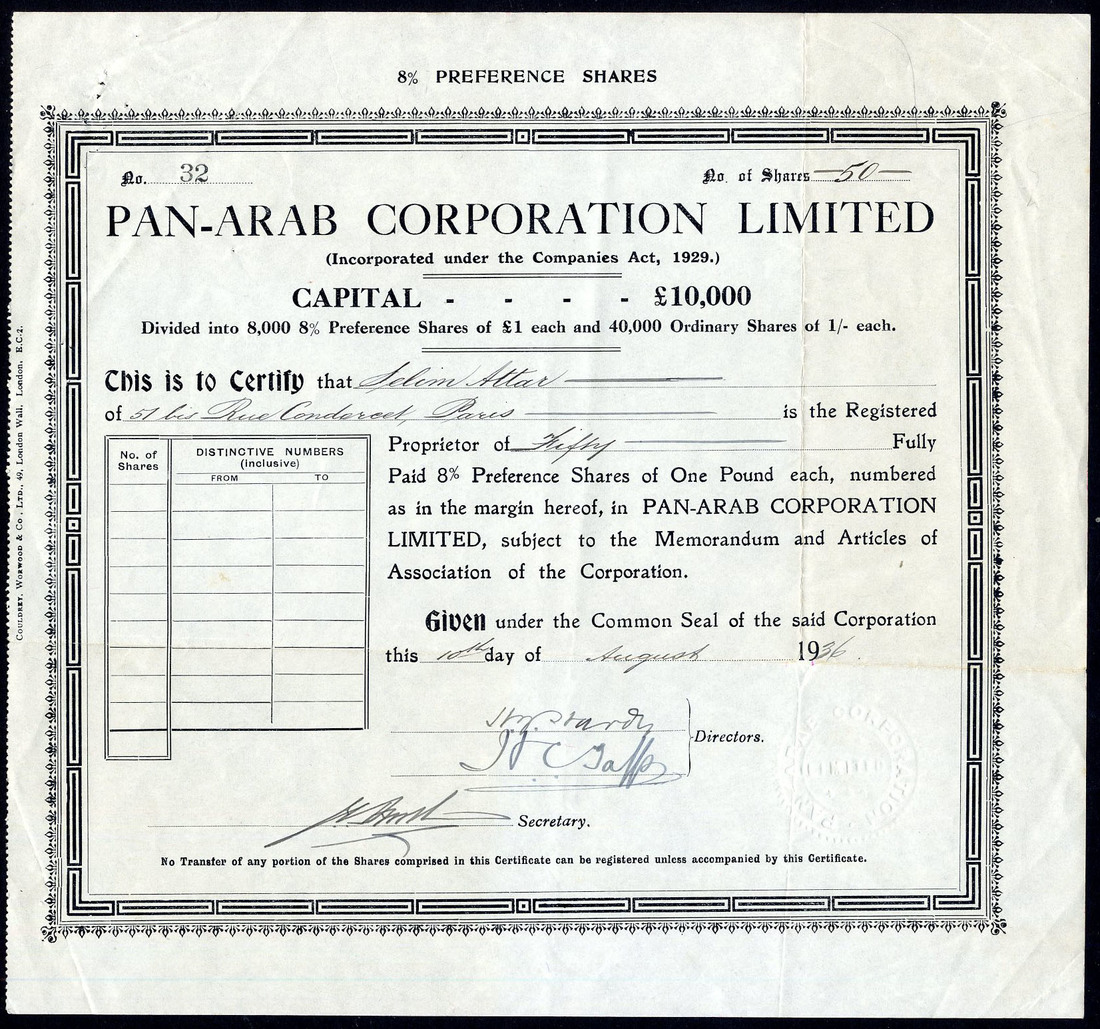 8% PREFERENCE SHARES
No. 32
No. of Shares 50
PAN-ARAB CORPORATION LIMITED
(Incorporated under the Companies Act, 1929.)
CAPITAL - - - - £10,000
Divided into 8,000 8% Preference Shares of £1 each and 40,000 Ordinary Shares of 1/- each.
This is to Certify that Selim Attar
of 51 bis Rue Condorcet, Paris is the Registered
Proprietor of Fifty Fully
Paid 8% Preference Shares of One Pound each, numbered
as in the margin hereof, in PAN-ARAB CORPORATION
LIMITED, subject to the Memorandum and Articles of
Association of the Corporation.
No. of Shares
DISTINCTIVE NUMBERS
(inclusive)
FROM TO
Given under the Common Seal of the said Corporation
this 10th day of August 1936.
Directors.
Secretary.
No Transfer of any portion of the Shares comprised in this Certificate can be registered unless accompanied by this Certificate.
COULDREY, WORWOOD & CO., LTD., 49, London Wall, London, E.C.2.
PAN-ARAB CORPORATION
LIMITED